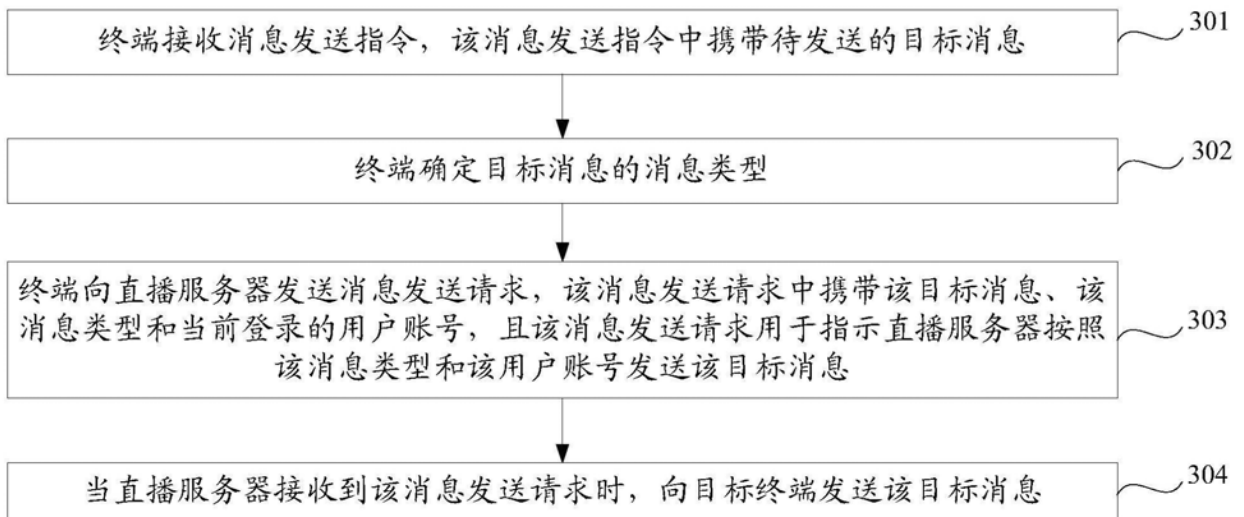 终端接收消息发送指令，该消息发送指令中携带待发送的目标消息
301
终端确定目标消息的消息类型
302
终端向直播服务器发送消息发送请求，该消息发送请求中携带该目标消息、该
消息类型和当前登录的用户账号，且该消息发送请求用于指示直播服务器按照
该消息类型和该用户账号发送该目标消息
303
当直播服务器接收到该消息发送请求时，向目标终端发送该目标消息
304